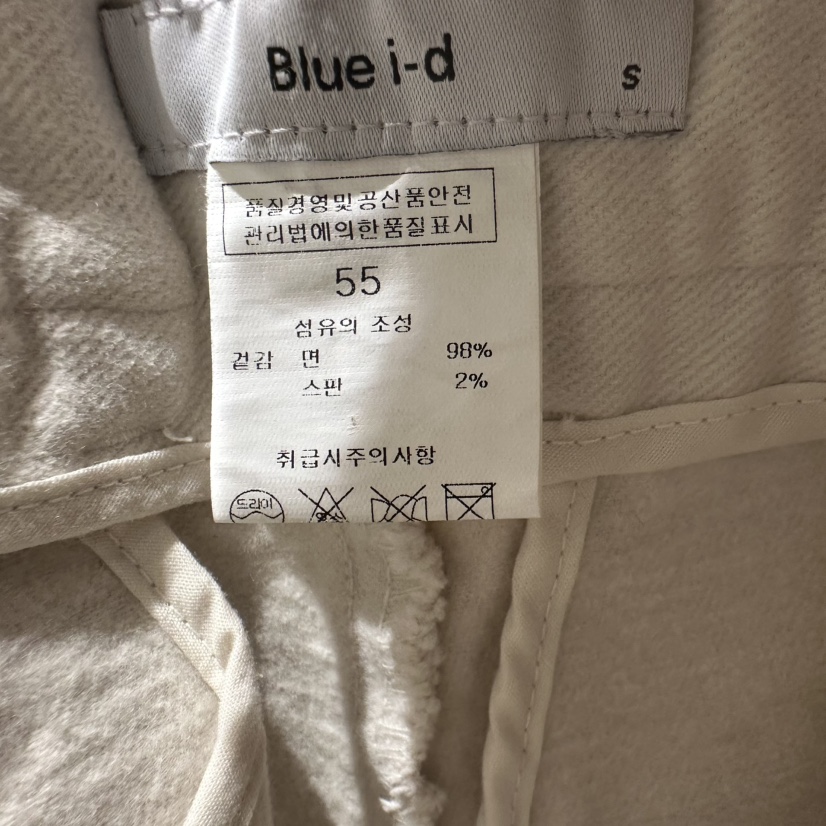 Blue i-d
S
품질경영및공산품안전
관리법에의한품질표시
55
섬유의 조성
겉감 면 98%
스판 2%
취급시주의사항
드라이